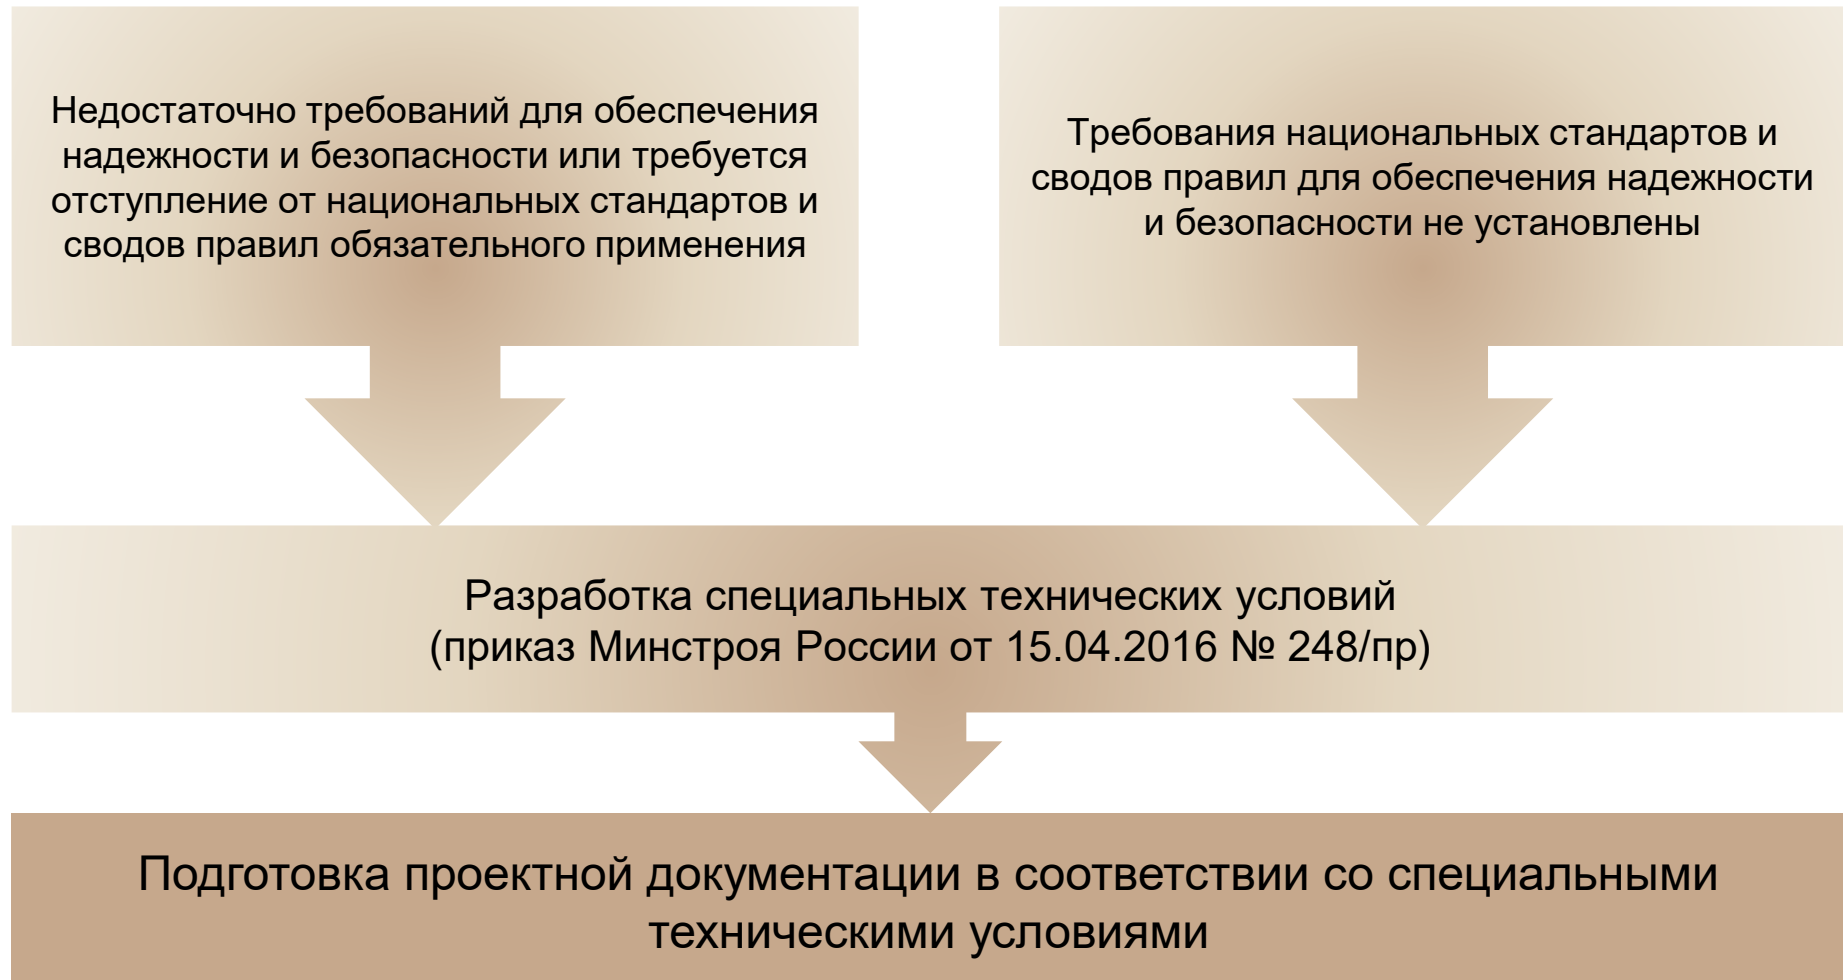 Недостаточно требований для обеспечения
надежности и безопасности или требуется
отступление от национальных стандартов и
сводов правил обязательного применения
Требования национальных стандартов и
сводов правил для обеспечения надежности
и безопасности не установлены
Разработка специальных технических условий
(приказ Минстроя России от 15.04.2016 № 248/пр)
Подготовка проектной документации в соответствии со специальными
техническими условиями